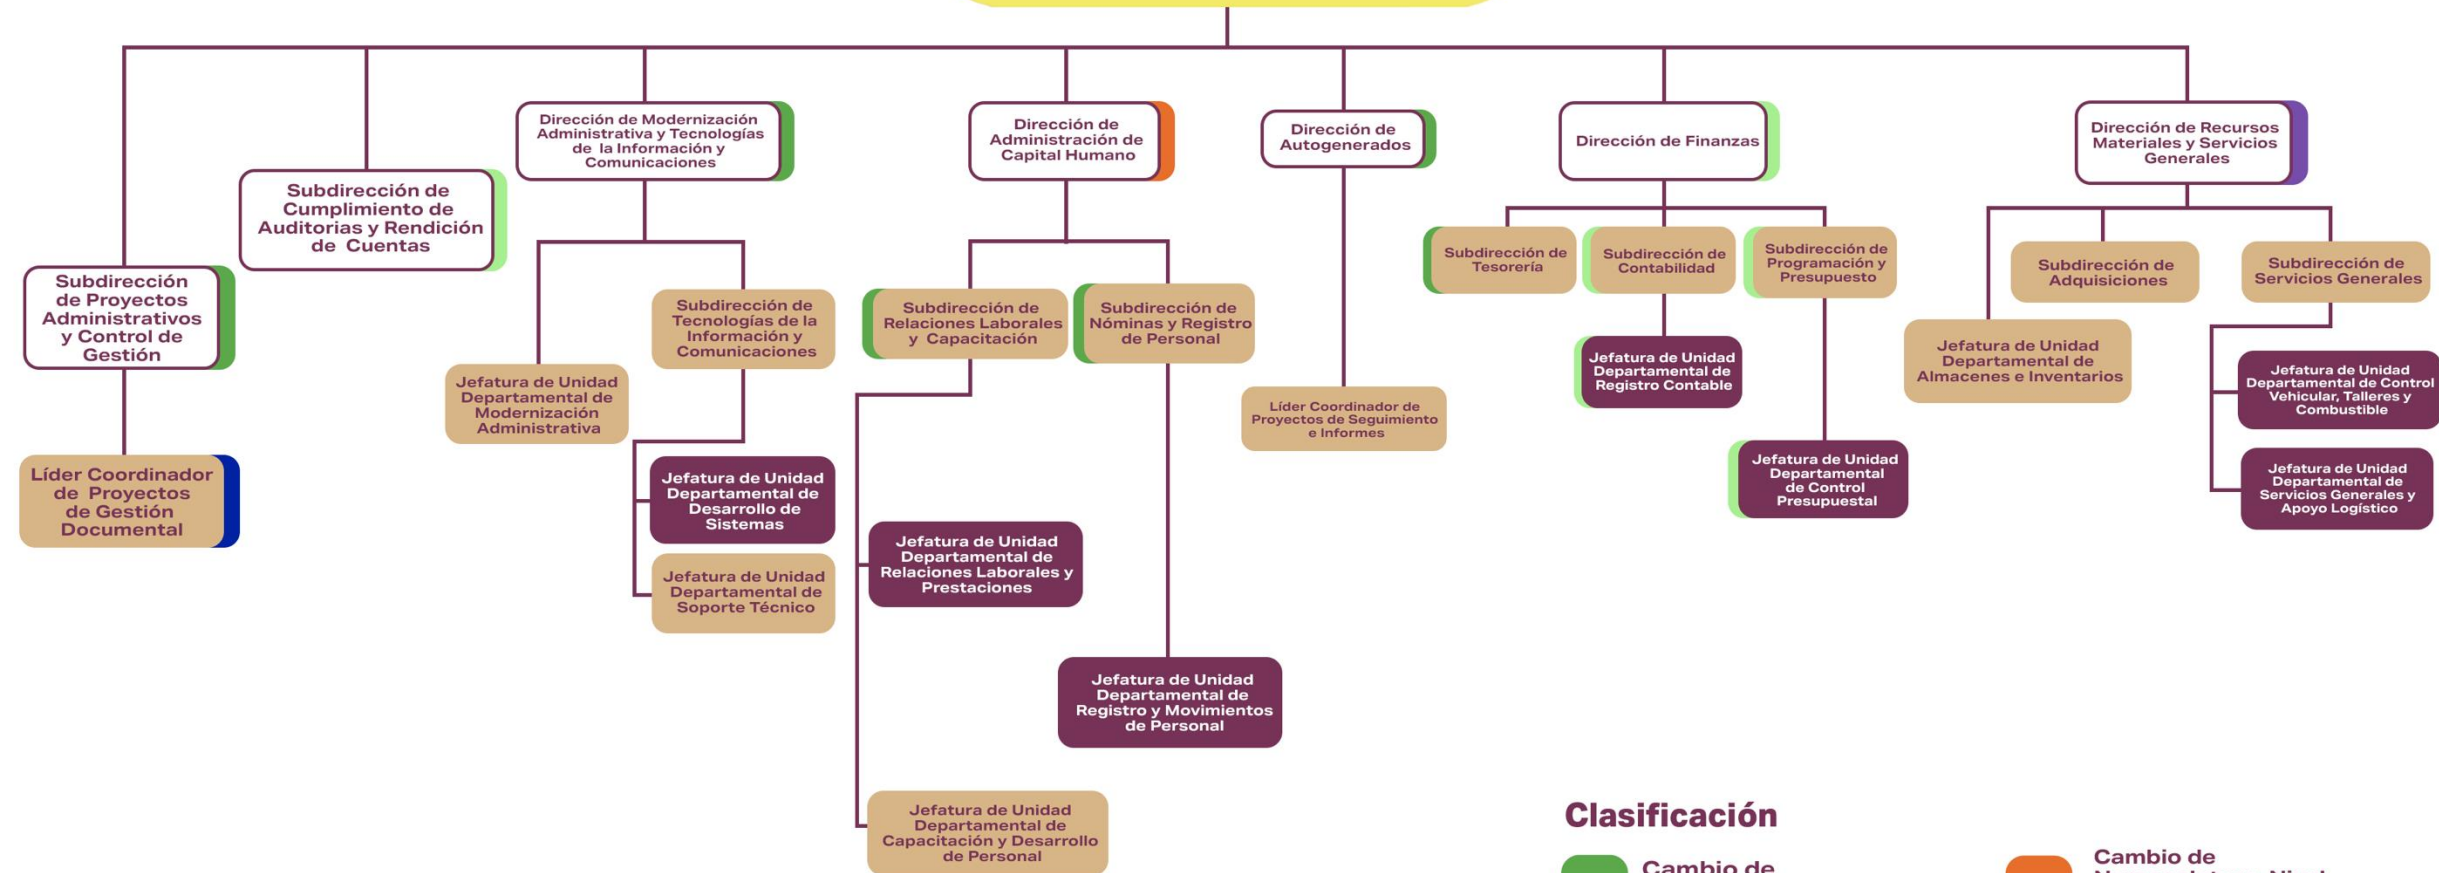 Dirección de Modernización
Administrativa y Tecnologías
de la Información y
Comunicaciones
Dirección de
Administración de
Capital Humano
Dirección de
Autogenerados
Dirección de Finanzas
Dirección de Recursos
Materiales y Servicios
Generales
Subdirección de
Cumplimiento de
Auditorias y Rendición
de Cuentas
Subdirección
de Proyectos
Administrativos
y Control de
Gestión
Subdirección de
Tecnologías de la
Información y
Comunicaciones
Subdirección de
Relaciones Laborales
y Capacitación
Subdirección de
Nóminas y Registro
de Personal
Subdirección de
Tesorería
Subdirección de
Contabilidad
Subdirección de
Programación y
Presupuesto
Subdirección de
Adquisiciones
Subdirección de
Servicios Generales
Jefatura de Unidad
Departamental de
Modernización
Administrativa
Líder Coordinador de
Proyectos de Seguimiento
e Informes
Jefatura de Unidad
Departamental de
Registro Contable
Jefatura de Unidad
Departamental de
Almacenes e Inventarios
Jefatura de Unidad
Departamental de Control
Vehicular, Talleres y
Combustible
Líder Coordinador
de Proyectos
de Gestión
Documental
Jefatura de Unidad
Departamental de
Desarrollo de
Sistemas
Jefatura de Unidad
Departamental
de Control
Presupuestal
Jefatura de Unidad
Departamental de
Servicios Generales y
Apoyo Logístico
Jefatura de Unidad
Departamental de
Soporte Técnico
Jefatura de Unidad
Departamental de
Relaciones Laborales y
Prestaciones
Jefatura de Unidad
Departamental de
Registro y Movimientos
de Personal
Jefatura de Unidad
Departamental de
Capacitación y Desarrollo
de Personal
Clasificación
Cambio de
Cambio de